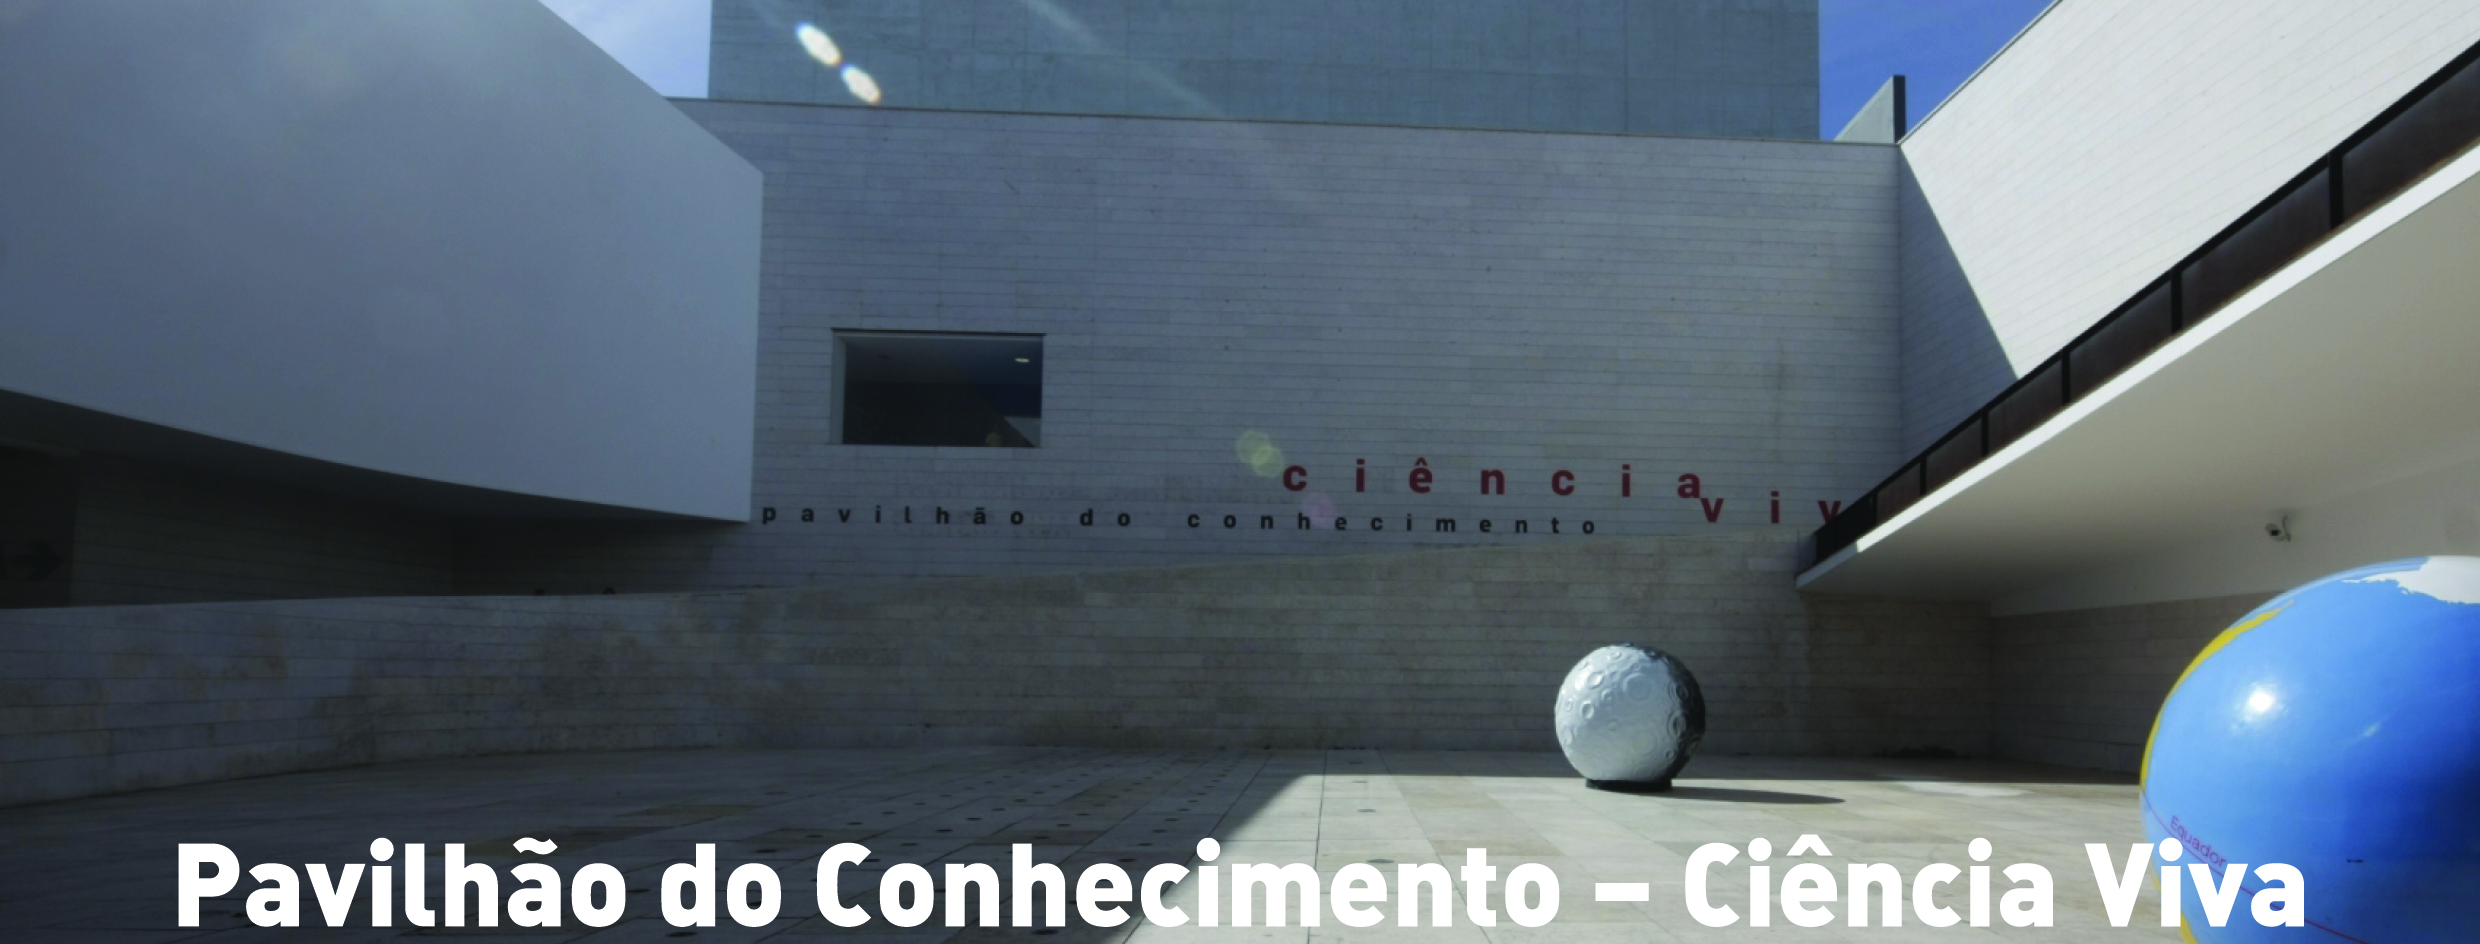 ciência
viv
pavilhão do conhecimento
Equador
Pavilhão do Conhecimento – Ciência Viva